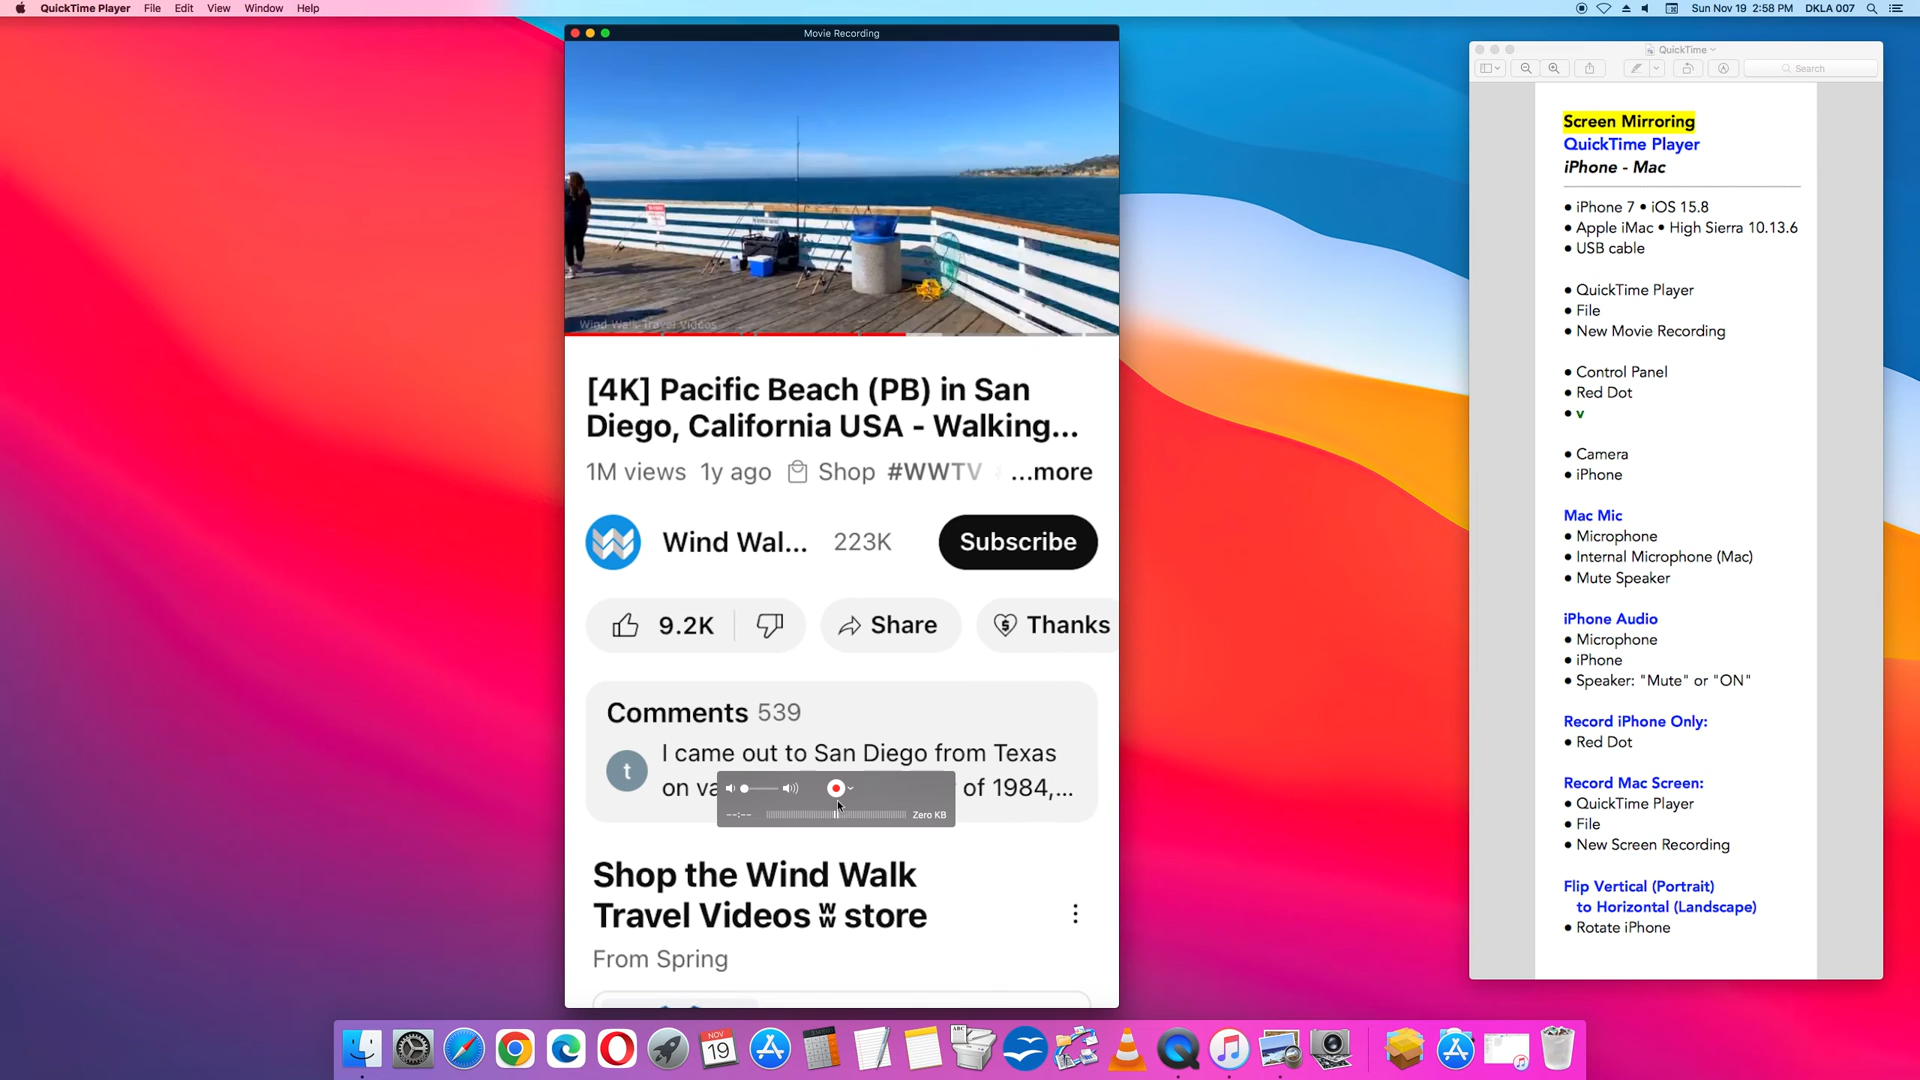 QuickTime Player File Edit View Window Help
Sun Nov 19 2:58 PM DKLA 007
Movie Recording
Wind Walk Travel Videos
[4K] Pacific Beach (PB) in San
Diego, California USA - Walking...
1M views 1y ago Shop #WWTV ...more
Wind Wal... 223K Subscribe
9.2K Share Thanks
Comments 539
t
I came out to San Diego from Texas
on va of 1984,...
--:-- Zero KB
Shop the Wind Walk
Travel Videos store
From Spring
QuickTime
Search
Screen Mirroring
QuickTime Player
iPhone - Mac
• iPhone 7 • iOS 15.8
• Apple iMac • High Sierra 10.13.6
• USB cable
• QuickTime Player
• File
• New Movie Recording
• Control Panel
• Red Dot
• v
• Camera
• iPhone
Mac Mic
• Microphone
• Internal Microphone (Mac)
• Mute Speaker
iPhone Audio
• Microphone
• iPhone
• Speaker: "Mute" or "ON"
Record iPhone Only:
• Red Dot
Record Mac Screen:
• QuickTime Player
• File
• New Screen Recording
Flip Vertical (Portrait)
to Horizontal (Landscape)
• Rotate iPhone
NOV
19